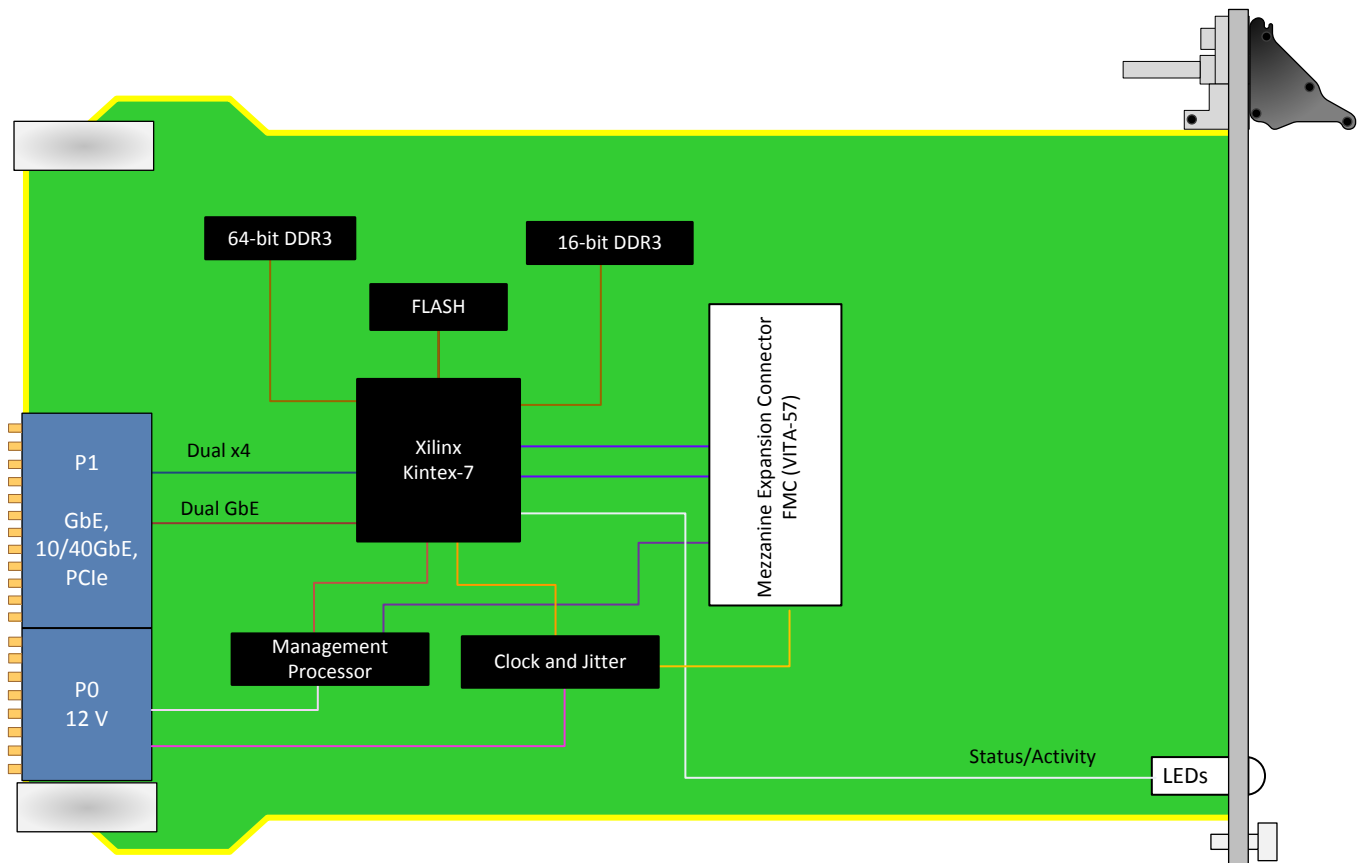 64-bit DDR3
16-bit DDR3
FLASH
Xilinx
Kintex-7
Mezzanine Expansion Connector
FMC (VITA-57)
P1
GbE,
10/40GbE,
PCIe
Dual x4
Dual GbE
Management
Processor
Clock and Jitter
P0
12 V
Status/Activity
LEDs